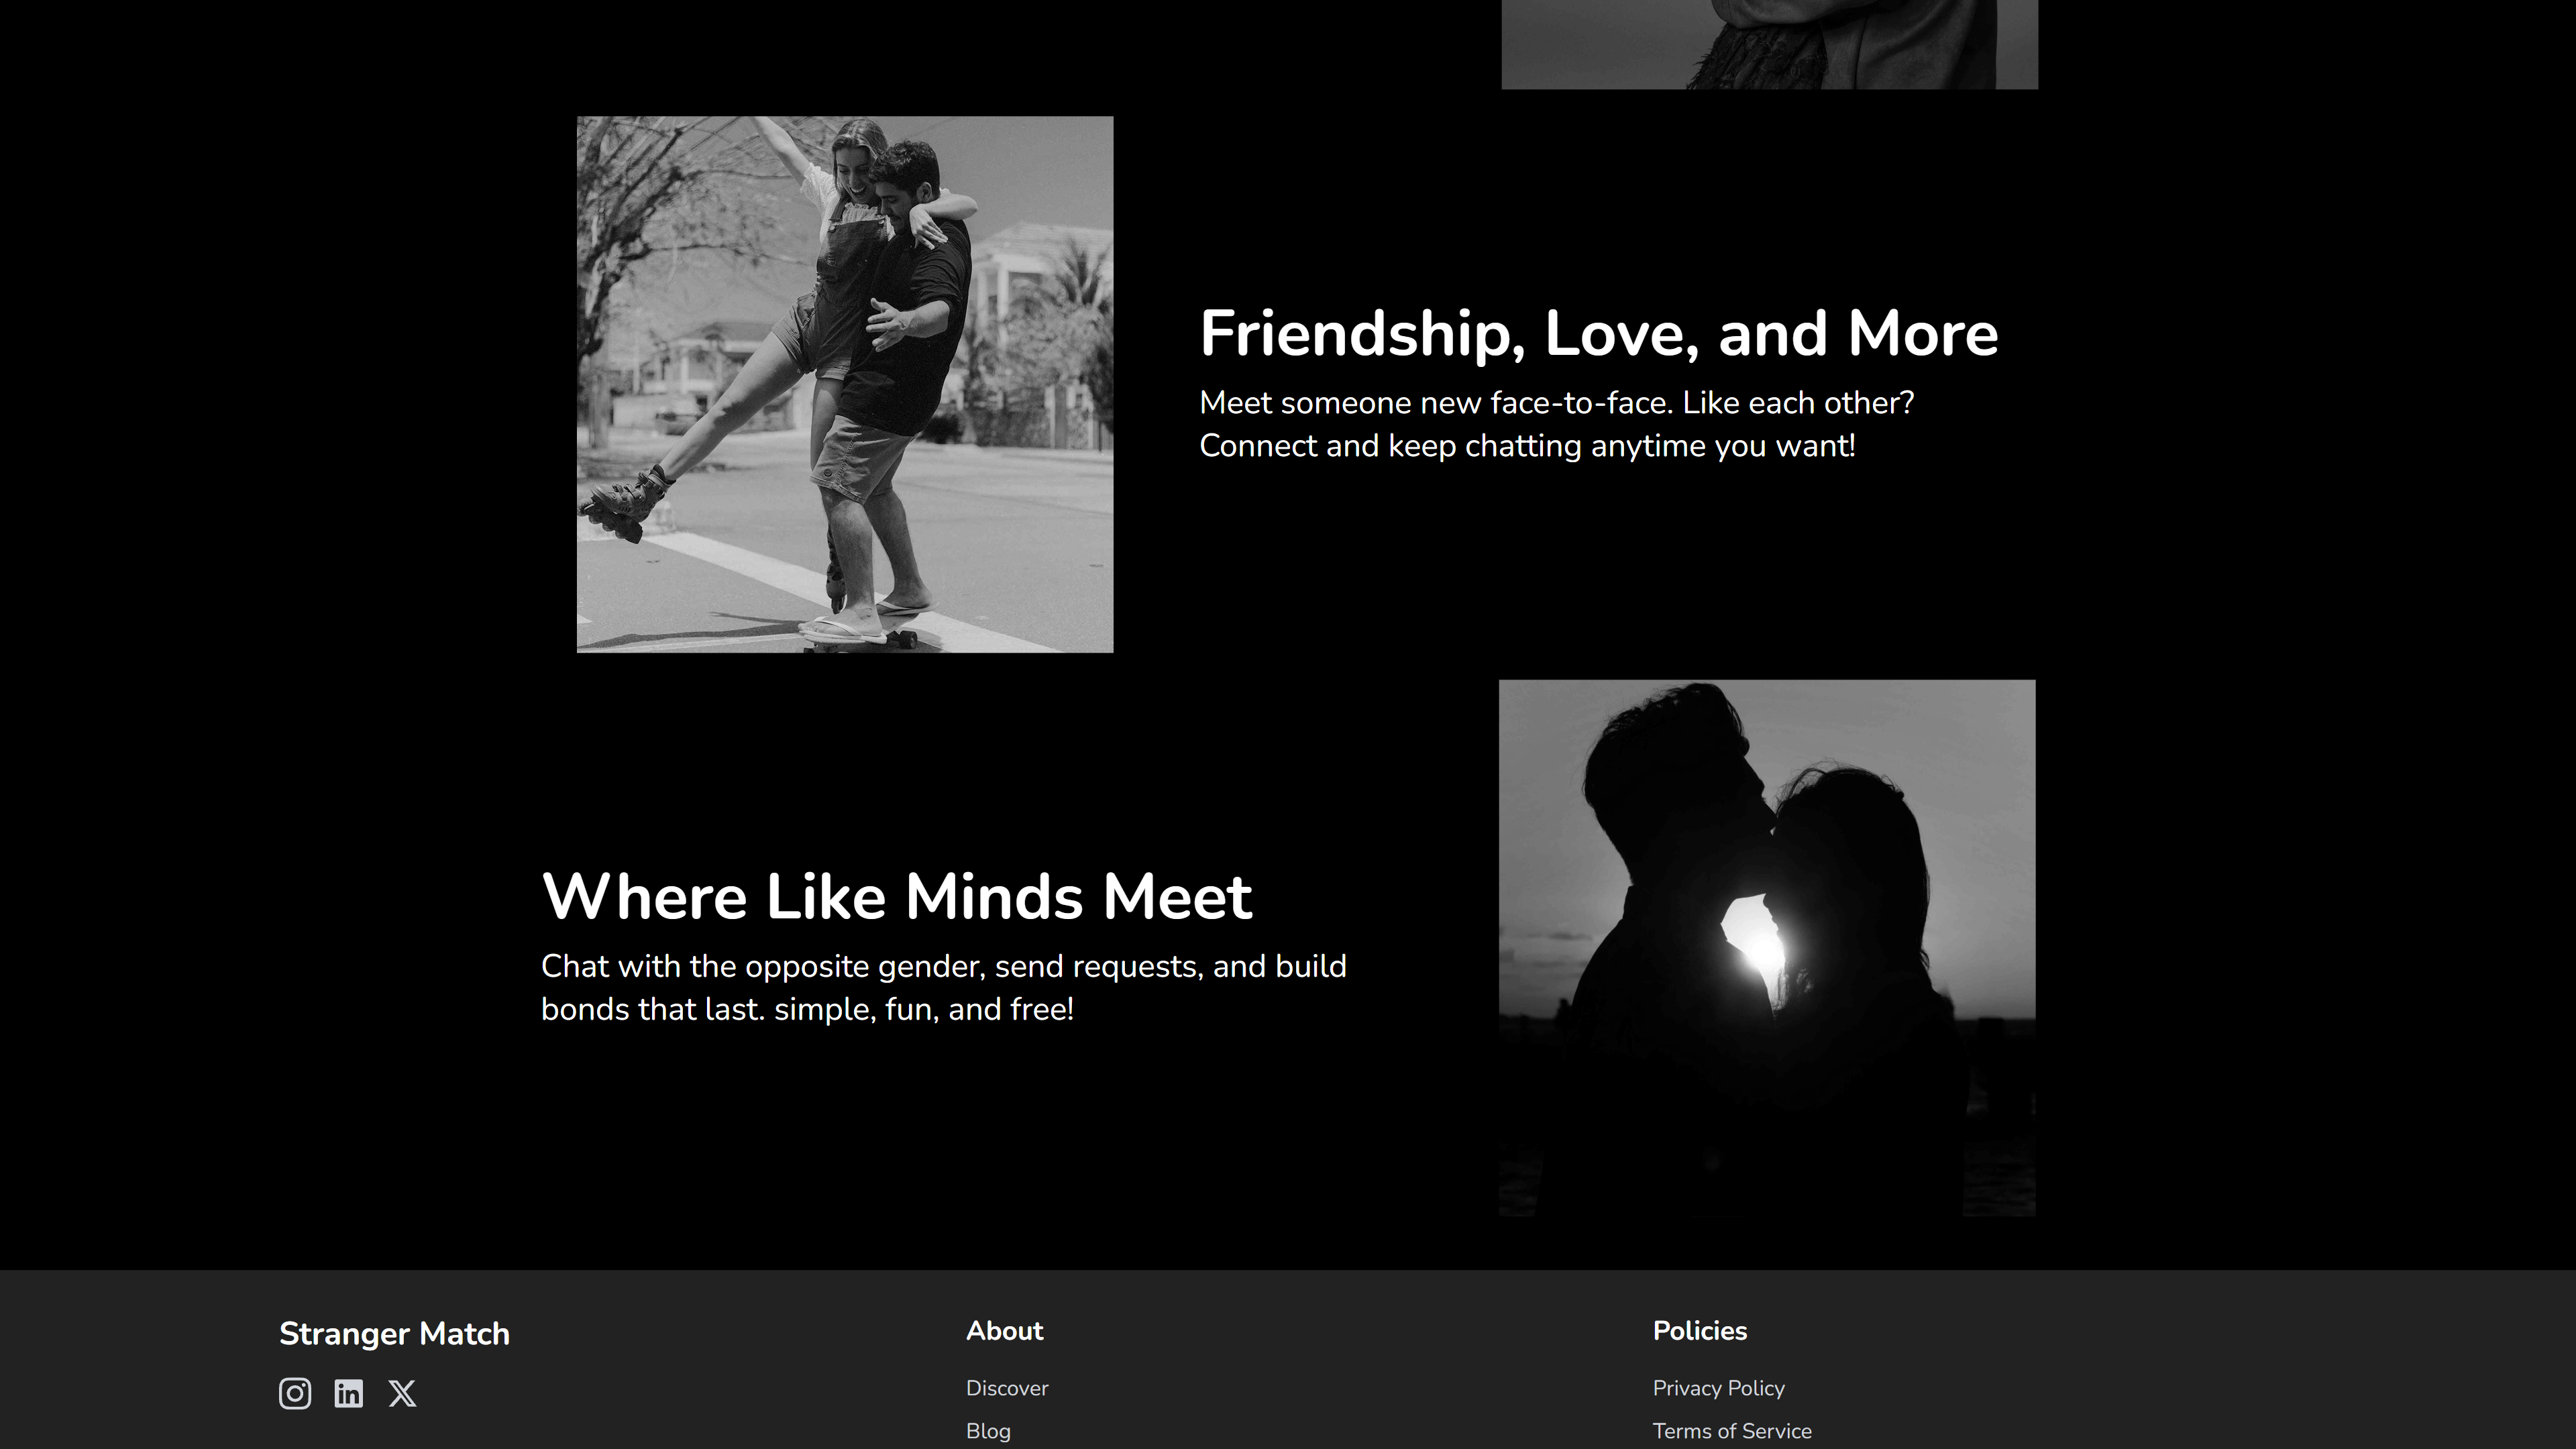 Friendship, Love, and More
Meet someone new face-to-face. Like each other?
Connect and keep chatting anytime you want!
Where Like Minds Meet
Chat with the opposite gender, send requests, and build
bonds that last. simple, fun, and free!
Stranger Match
About
Discover
Blog
Policies
Privacy Policy
Terms of Service